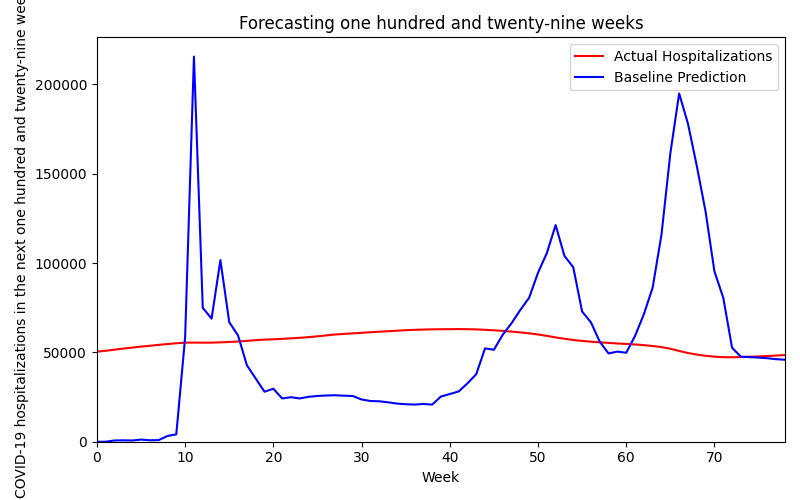 Forecasting one hundred and twenty-nine weeks
Actual Hospitalizations
Baseline Prediction
COVID-19 hospitalizations in the next one hundred and twenty-nine
200000
150000
100000
50000
0
0 10 20 30 40 50 60 70
Week